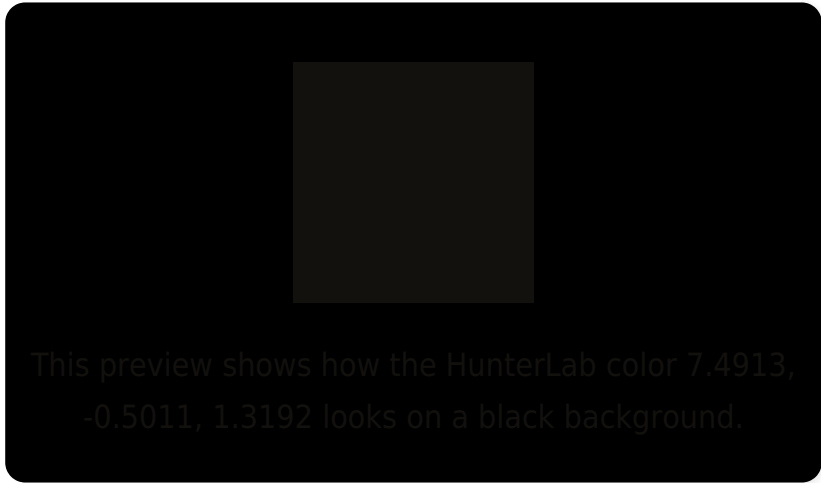 This preview shows how the HunterLab color 7.4913,
-0.5011, 1.3192 looks on a black background.